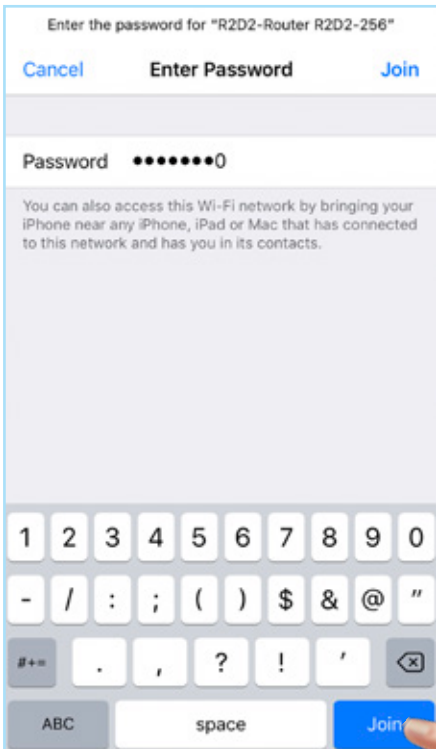 Enter the password for "R2D2-Router R2D2-256"
Cancel Enter Password Join
Password •••••••0
You can also access this Wi-Fi network by bringing your
iPhone near any iPhone, iPad or Mac that has connected
to this network and has you in its contacts.
1 2 3 4 5 6 7 8 9 0
- / : ; ( ) $ & @ "
#+= . , ? ! '
ABC space Join